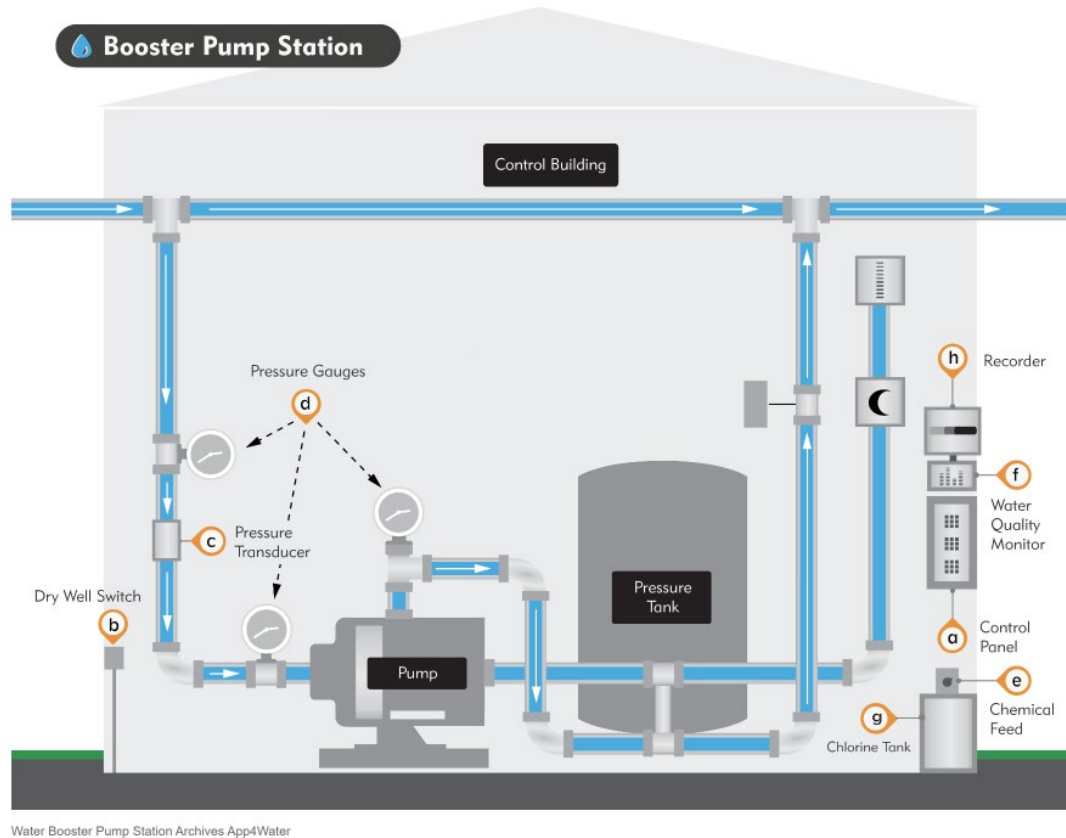 Booster Pump Station
Control Building
Pressure Gauges
d
h
Recorder
f
Water
Quality
Monitor
c
Pressure
Transducer
Dry Well Switch
b
Pressure
Tank
Pump
a
Control
Panel
e
Chemical
Feed
g
Chlorine Tank
Water Booster Pump Station Archives App4Water